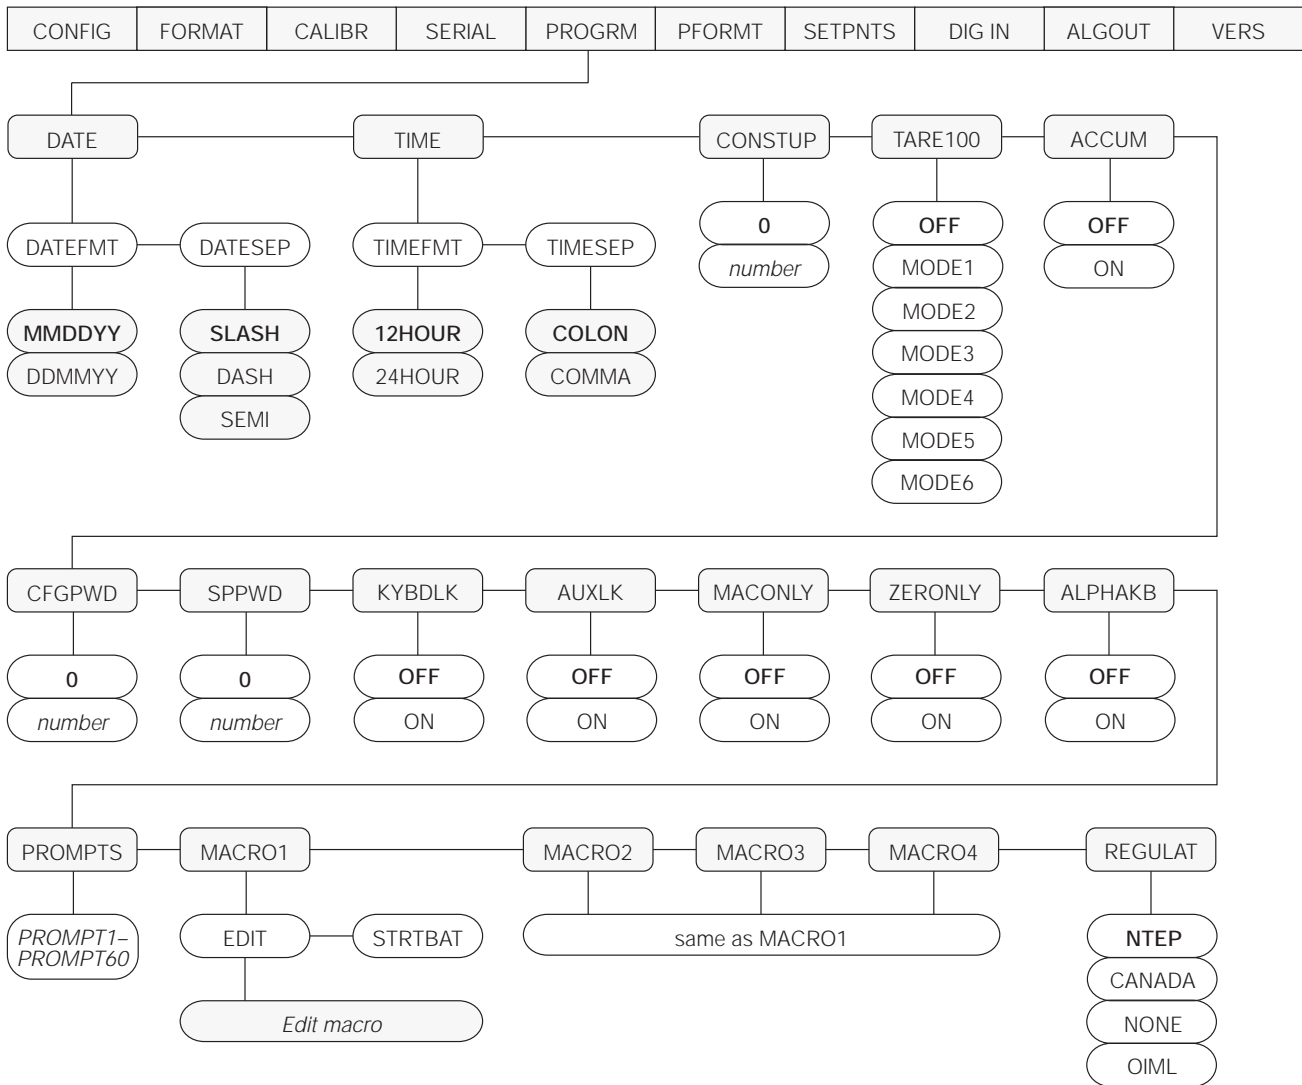 CONFIG FORMAT CALIBR SERIAL PROGRM PFORMT SETPNTS DIG IN ALGOUT VERS
DATE TIME CONSTUP TARE100 ACCUM
DATEFMT DATESEP TIMEFMT TIMESEP 0 OFF OFF
number MODE1 ON
MMDDYY SLASH 12HOUR COLON MODE2
DDMMYY DASH 24HOUR COMMA MODE3
SEMI MODE4
MODE5
MODE6
CFGPWD SPPWD KYBDLK AUXLK MACONLY ZERONLY ALPHAKB
0 0 OFF OFF OFF OFF OFF
number number ON ON ON ON ON
PROMPTS MACRO1 MACRO2 MACRO3 MACRO4 REGULAT
PROMPT1– EDIT STRTBAT same as MACRO1 NTEP
PROMPT60 CANADA
Edit macro NONE
OIML